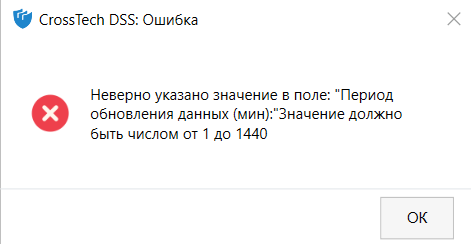 CrossTech DSS: Ошибка
Неверно указано значение в поле: "Период
обновления данных (мин):"Значение должно
быть числом от 1 до 1440
ОК